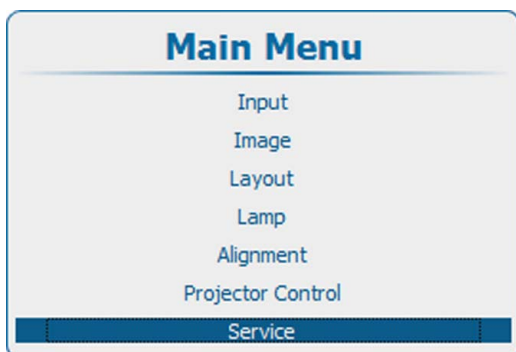 Main Menu
Input
Image
Layout
Lamp
Alignment
Projector Control
Service